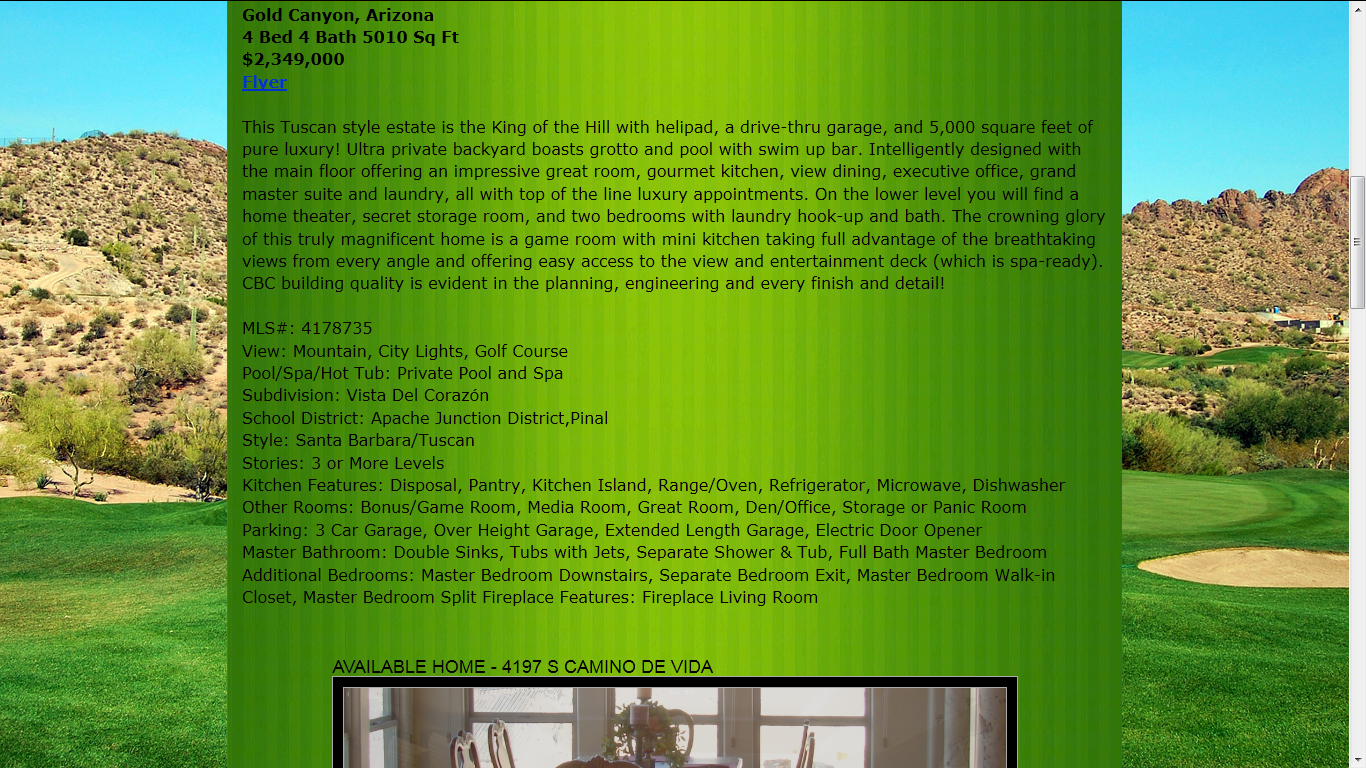 Gold Canyon, Arizona
4 Bed 4 Bath 5010 Sq Ft
$2,349,000
Flyer
This Tuscan style estate is the King of the Hill with helipad, a drive-thru garage, and 5,000 square feet of
pure luxury! Ultra private backyard boasts grotto and pool with swim up bar. Intelligently designed with
the main floor offering an impressive great room, gourmet kitchen, view dining, executive office, grand
master suite and laundry, all with top of the line luxury appointments. On the lower level you will find a
home theater, secret storage room, and two bedrooms with laundry hook-up and bath. The crowning glory
of this truly magnificent home is a game room with mini kitchen taking full advantage of the breathtaking
views from every angle and offering easy access to the view and entertainment deck (which is spa-ready).
CBC building quality is evident in the planning, engineering and every finish and detail!
MLS#: 4178735
View: Mountain, City Lights, Golf Course
Pool/Spa/Hot Tub: Private Pool and Spa
Subdivision: Vista Del Corazón
School District: Apache Junction District,Pinal
Style: Santa Barbara/Tuscan
Stories: 3 or More Levels
Kitchen Features: Disposal, Pantry, Kitchen Island, Range/Oven, Refrigerator, Microwave, Dishwasher
Other Rooms: Bonus/Game Room, Media Room, Great Room, Den/Office, Storage or Panic Room
Parking: 3 Car Garage, Over Height Garage, Extended Length Garage, Electric Door Opener
Master Bathroom: Double Sinks, Tubs with Jets, Separate Shower & Tub, Full Bath Master Bedroom
Additional Bedrooms: Master Bedroom Downstairs, Separate Bedroom Exit, Master Bedroom Walk-in
Closet, Master Bedroom Split Fireplace Features: Fireplace Living Room
AVAILABLE HOME - 4197 S CAMINO DE VIDA